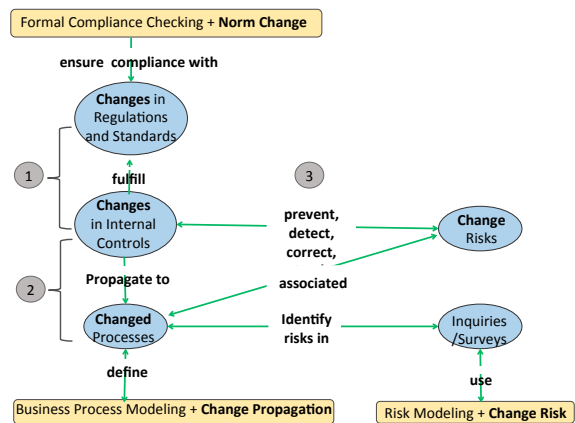 Formal Compliance Checking + Norm Change
ensure compliance with
Changes in
Regulations
and Standards
1
3
fulfill
Changes
in Internal
Controls
prevent,
detect,
correct,
Change
Risks
2
Propagate to
associated
Changed
Processes
Identify
risks in
Inquiries
/Surveys
define
use
Business Process Modeling + Change Propagation
Risk Modeling + Change Risk